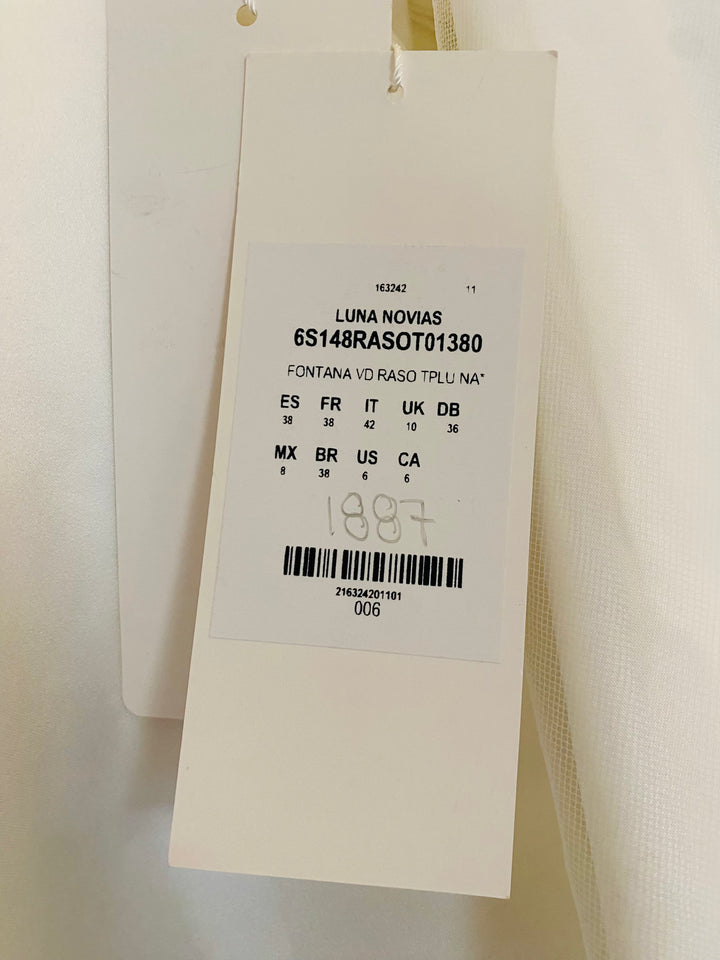 163242 11
LUNA NOVIAS
6S148RASOT01380
FONTANA VD RASO TPLU NA*
ES FR IT UK DB
38 38 42 10 36
MX BR US CA
8 38 6 6
1887
216324201101
006